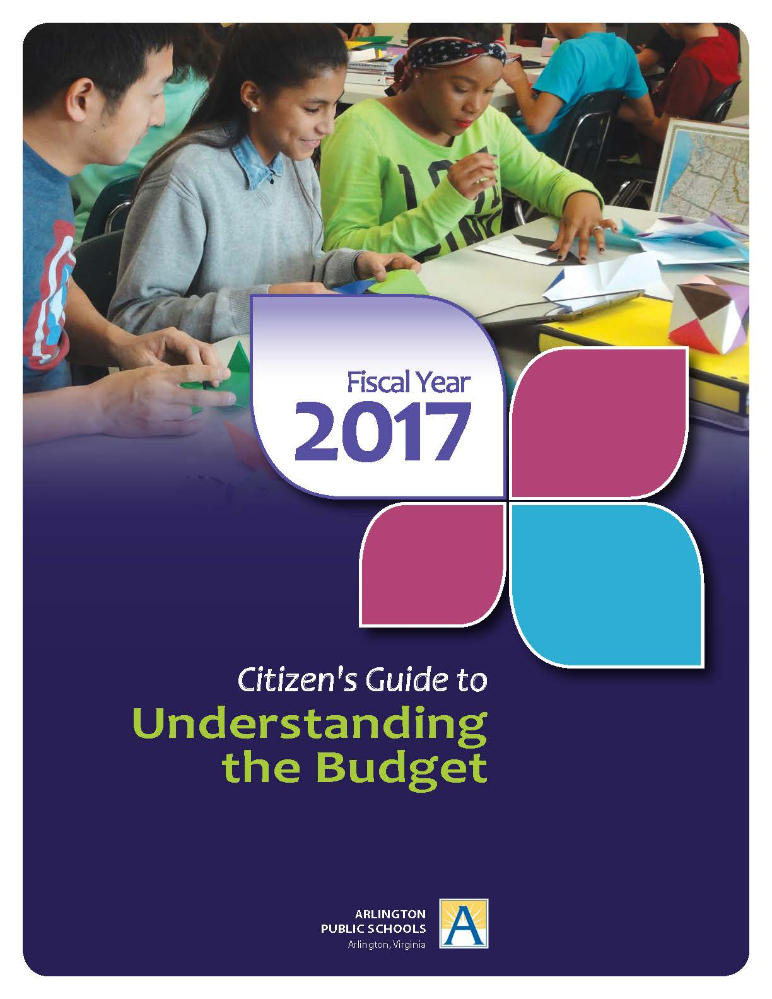 Fiscal Year
2017
Citizen's Guide to
Understanding
the Budget
ARLINGTON
PUBLIC SCHOOLS
Arlington, Virginia
A